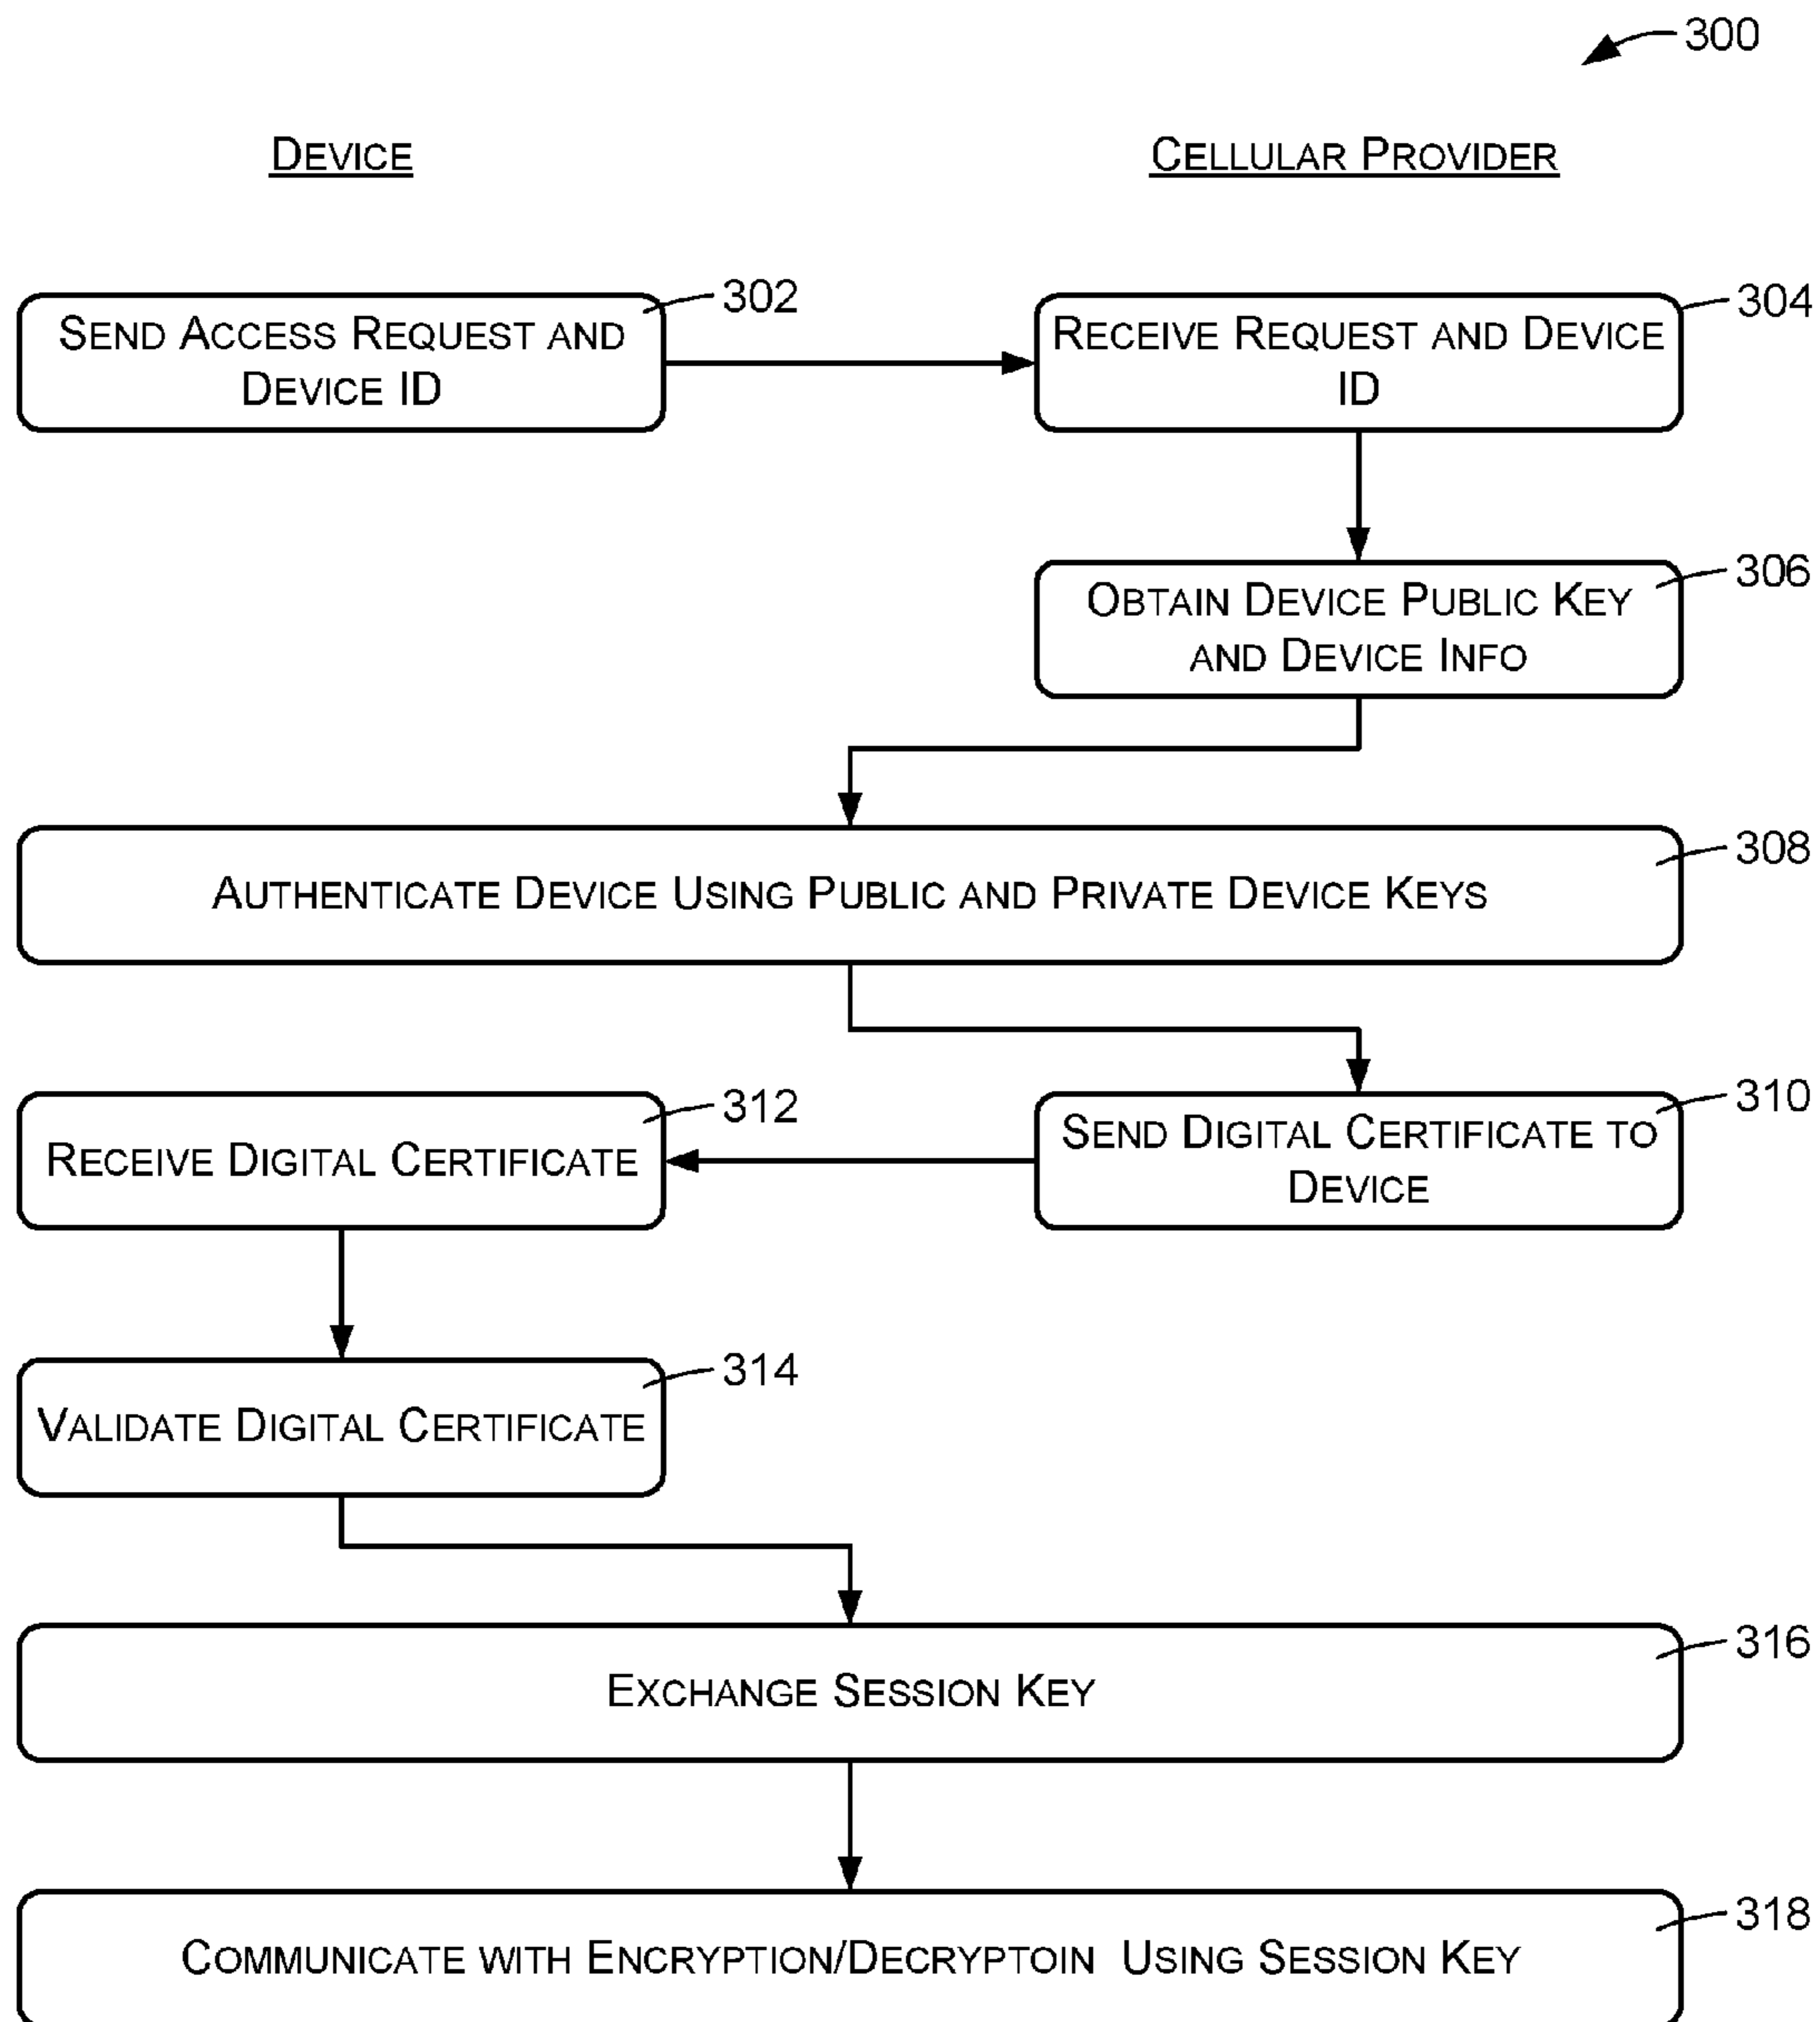 300
DEVICE
CELLULAR PROVIDER
302
SEND ACCESS REQUEST AND
DEVICE ID
304
RECEIVE REQUEST AND DEVICE
ID
306
OBTAIN DEVICE PUBLIC KEY
AND DEVICE INFO
308
AUTHENTICATE DEVICE USING PUBLIC AND PRIVATE DEVICE KEYS
310
SEND DIGITAL CERTIFICATE TO
DEVICE
312
RECEIVE DIGITAL CERTIFICATE
314
VALIDATE DIGITAL CERTIFICATE
316
EXCHANGE SESSION KEY
318
COMMUNICATE WITH ENCRYPTION/DECRYPTOIN USING SESSION KEY